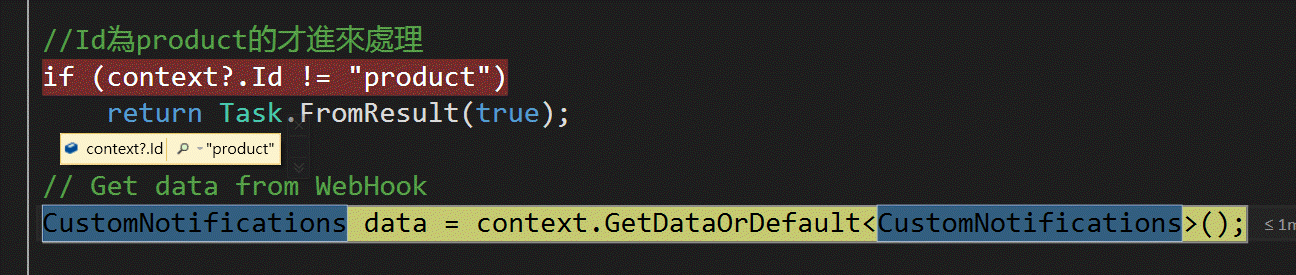 //Id為product的才進來處理
if (context?.Id != "product")
return Task.FromResult(true);
context?.Id "product"
// Get data from WebHook
CustomNotifications data = context.GetDataOrDefault<CustomNotifications>(); ≤ 1m